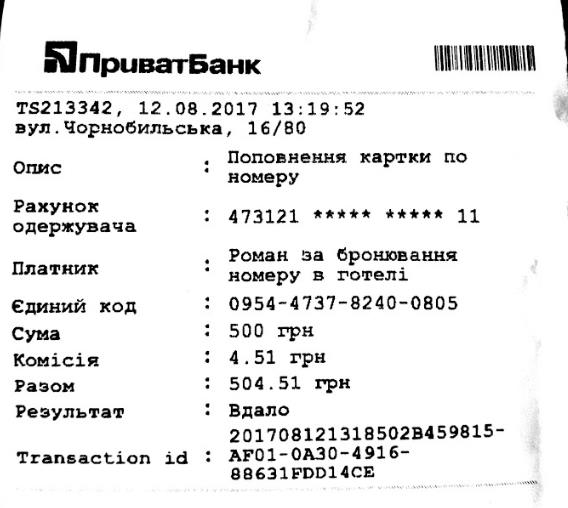 ПриватБанк
TS213342, 12.08.2017 13:19:52
вул.Чорнобильська, 16/80
Опис : Поповнення картки по
номеру
Рахунок
одержувача : 473121 ***** ***** 11
Платник : Роман за бронювання
номеру в готелі
Єдиний код : 0954-4737-8240-0805
Сума : 500 грн
Комісія : 4.51 грн
Разом : 504.51 грн
Результат : Вдало
Transaction id : 201708121318502B459815-
AF01-0A30-4916-
88631FDD14CE